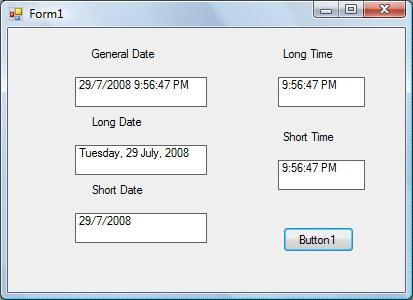 Form1
General Date
29/7/2008 9:56:47 PM
Long Date
Tuesday, 29 July, 2008
Short Date
29/7/2008
Long Time
9:56:47 PM
Short Time
9:56:47 PM
Button1